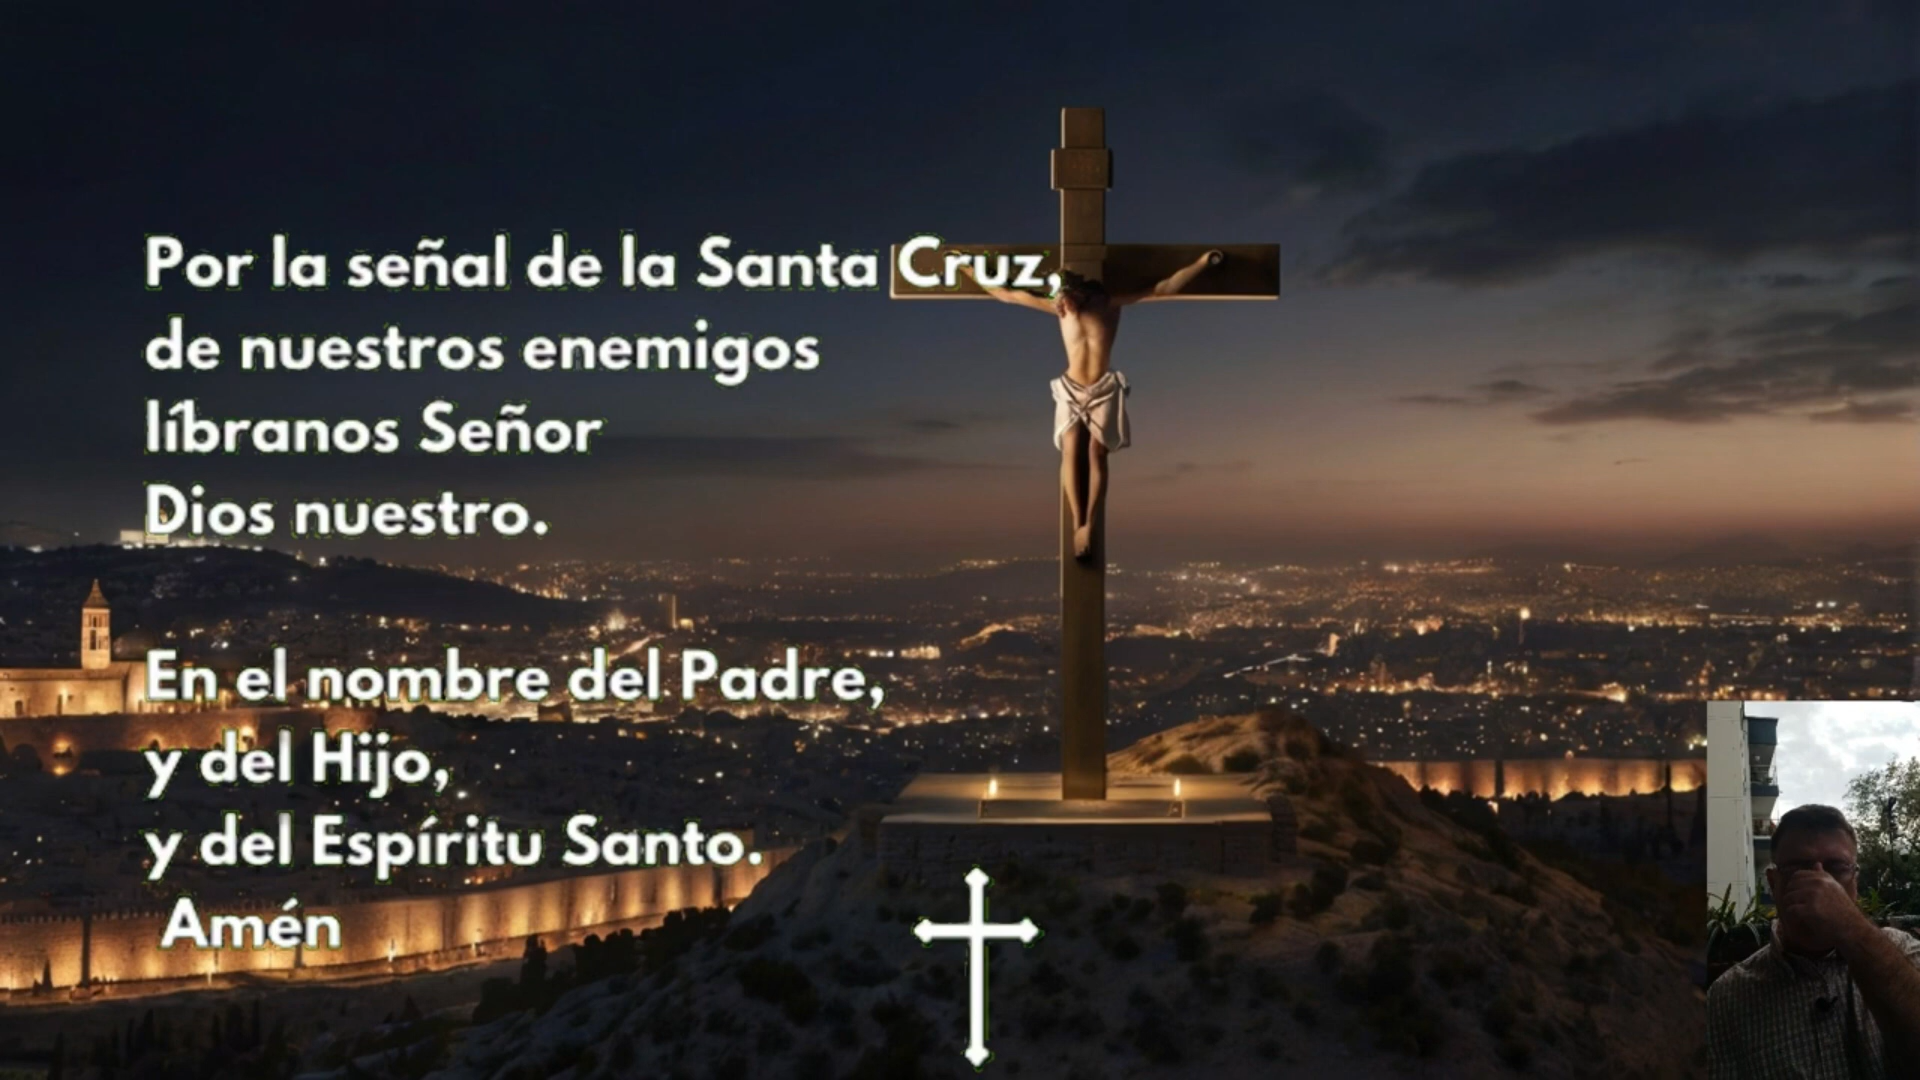 Por la señal de la Santa Cruz,
de nuestros enemigos
líbranos Señor
Dios nuestro.
En el nombre del Padre,
y del Hijo,
y del Espíritu Santo.
Amén